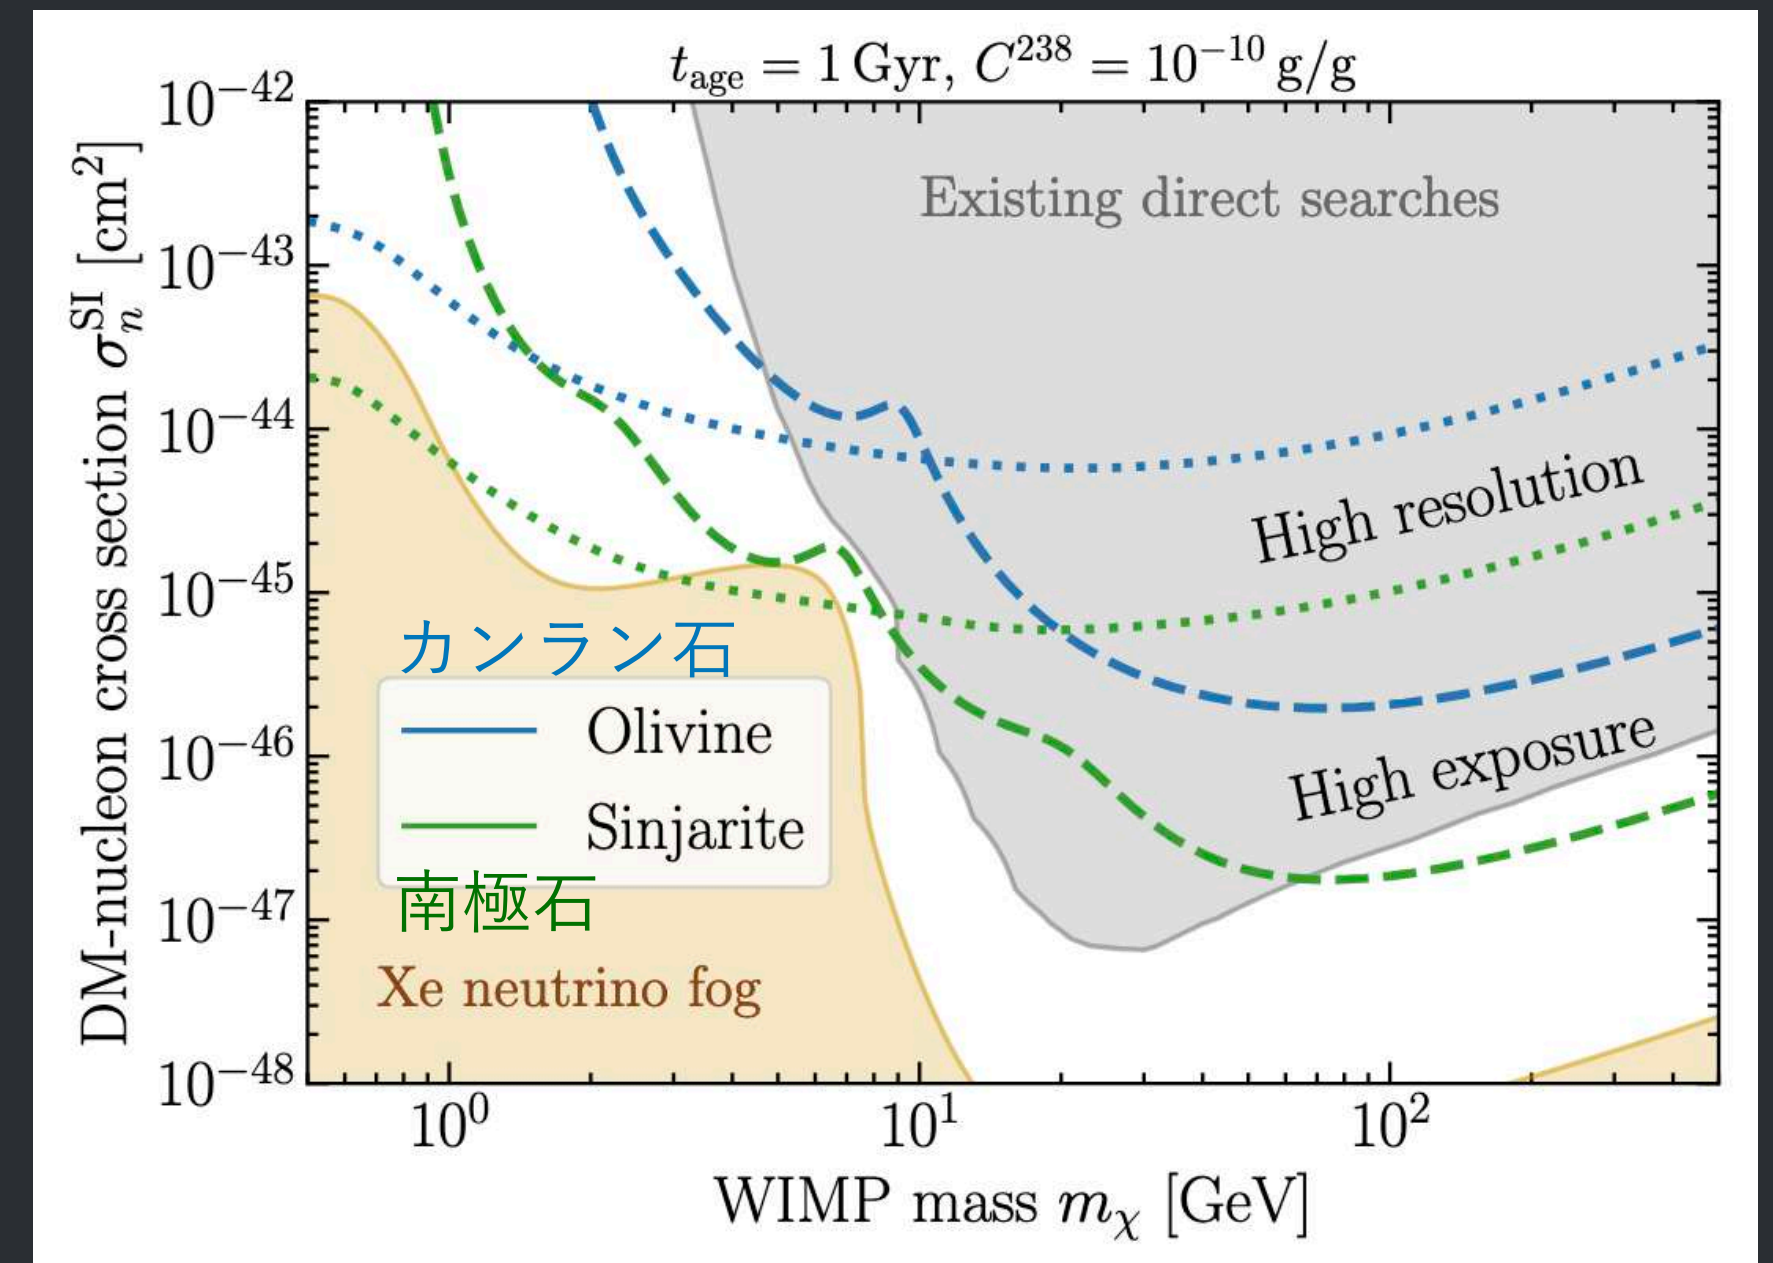 t_age = 1 Gyr, C^238 = 10^−10 g/g
10^−42
10^−43
10^−44
10^−45
10^−46
10^−47
10^−48
DM-nucleon cross section σ_n^SI [cm^2]
Existing direct searches
High resolution
High exposure
カンラン石
Olivine
Sinjarite
南極石
Xe neutrino fog
10^0
10^1
10^2
WIMP mass m_χ [GeV]